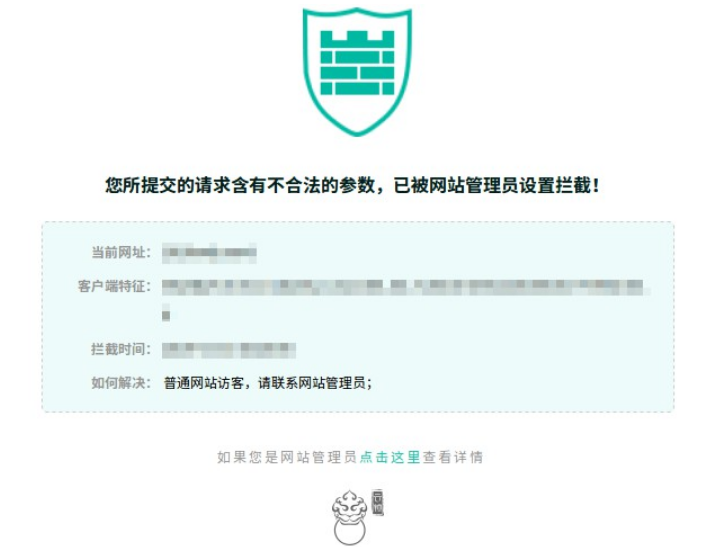 您所提交的请求含有不合法的参数，已被网站管理员设置拦截！
当前网址：
客户端特征：
拦截时间：
如何解决： 普通网站访客，请联系网站管理员；
如果您是网站管理员点击这里查看详情